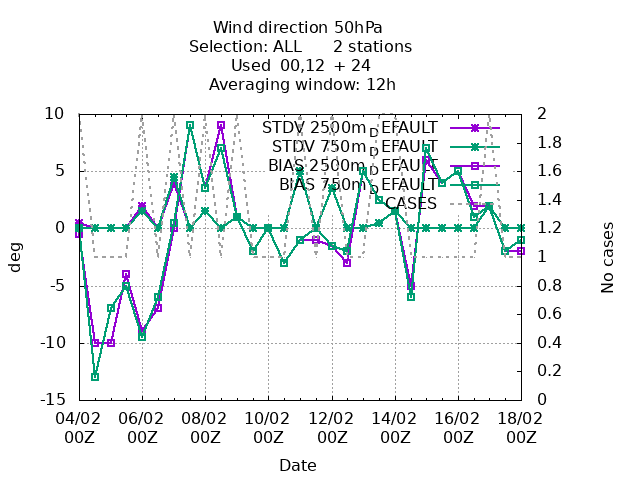 Wind direction 50hPa
Selection: ALL 2 stations
Used 00,12 + 24
Averaging window: 12h
STDV 2500m_DEFAULT
STDV 750m_DEFAULT
BIAS 2500m_DEFAULT
BIAS 750m_DEFAULT
CASES
10
5
0
-5
-10
-15
deg
2
1.8
1.6
1.4
1.2
1
0.8
0.6
0.4
0.2
0
No cases
04/02 06/02 08/02 10/02 12/02 14/02 16/02 18/02
00Z 00Z 00Z 00Z 00Z 00Z 00Z 00Z
Date